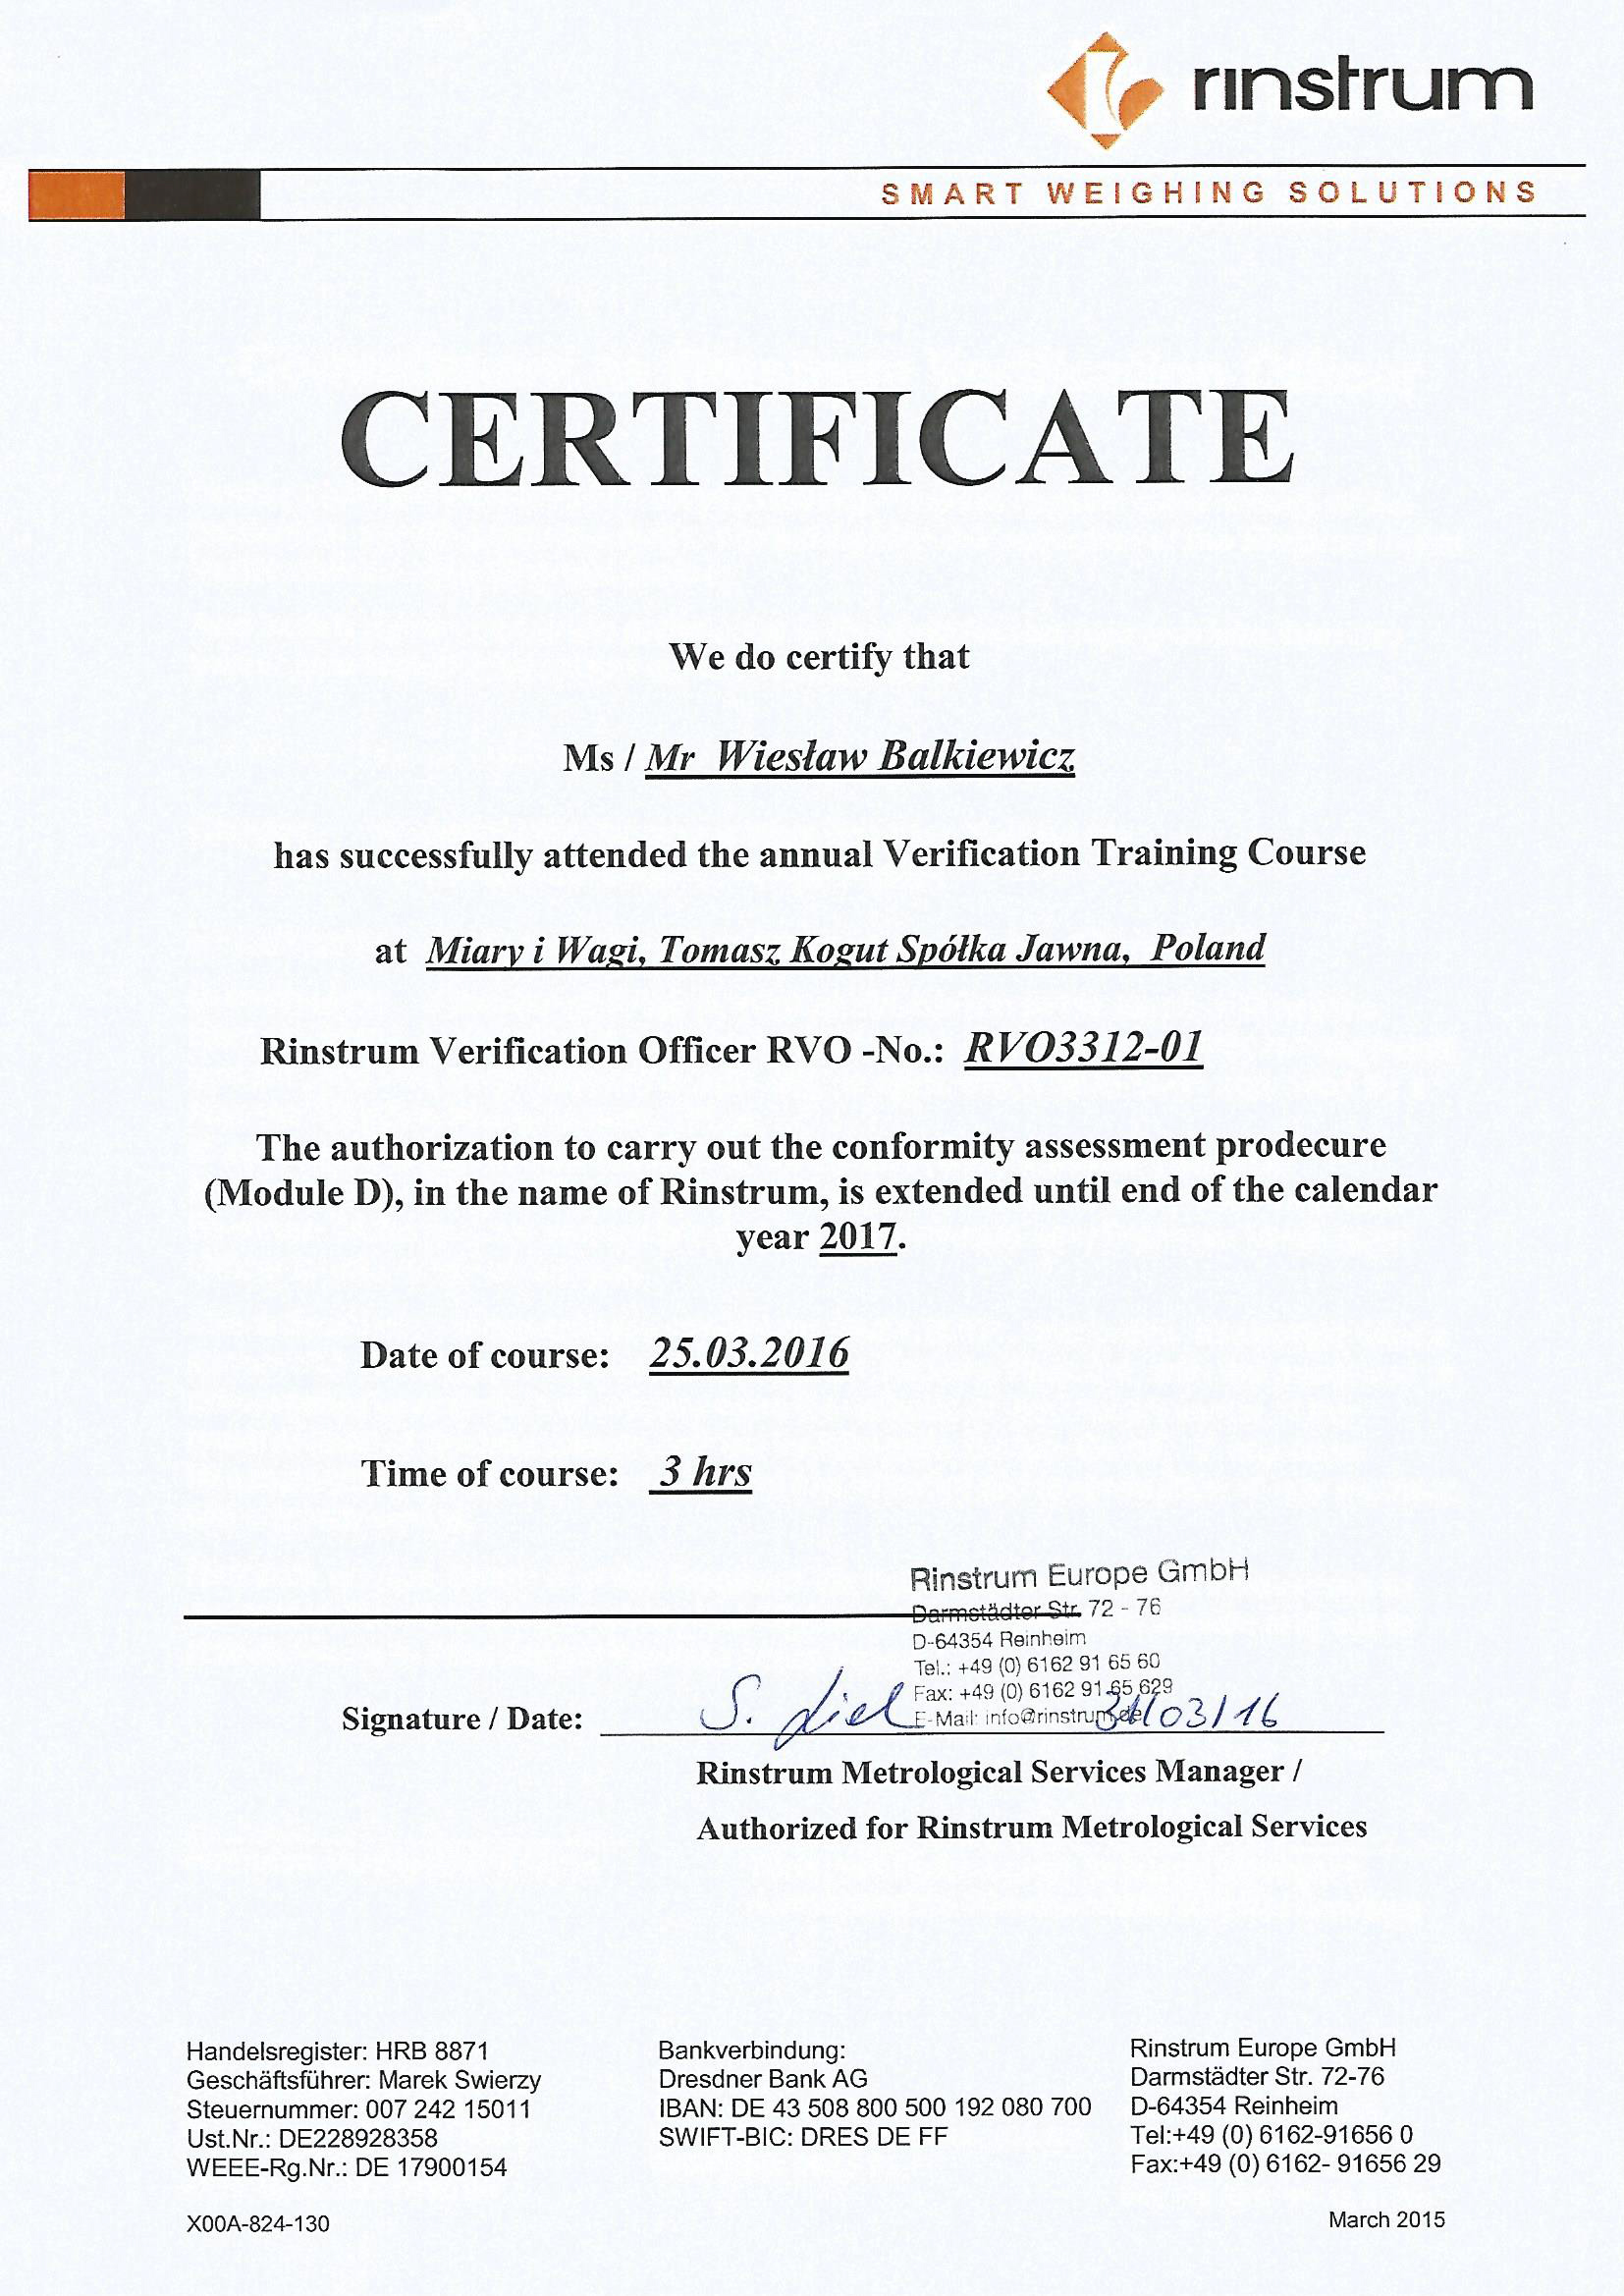 rinstrum
SMART WEIGHING SOLUTIONS
CERTIFICATE
We do certify that
Ms / Mr Wiesław Balkiewicz
has successfully attended the annual Verification Training Course
at Miary i Wagi, Tomasz Kogut Spółka Jawna, Poland
Rinstrum Verification Officer RVO -No.: RVO3312-01
The authorization to carry out the conformity assessment prodecure
(Module D), in the name of Rinstrum, is extended until end of the calendar
year 2017.
Date of course: 25.03.2016
Time of course: 3 hrs
Rinstrum Europe GmbH
Darmstädter Str. 72 - 76
D-64354 Reinheim
Tel.: +49 (0) 6162 91 65 60
Fax: +49 (0) 6162 91 65 629
E-Mail: info@rinstrum.de
Signature / Date: S. 31/03/16
Rinstrum Metrological Services Manager /
Authorized for Rinstrum Metrological Services
Handelsregister: HRB 8871
Geschäftsführer: Marek Swierzy
Steuernummer: 007 242 15011
Ust.Nr.: DE228928358
WEEE-Rg.Nr.: DE 17900154
Bankverbindung:
Dresdner Bank AG
IBAN: DE 43 508 800 500 192 080 700
SWIFT-BIC: DRES DE FF
Rinstrum Europe GmbH
Darmstädter Str. 72-76
D-64354 Reinheim
Tel:+49 (0) 6162-91656 0
Fax:+49 (0) 6162- 91656 29
X00A-824-130
March 2015